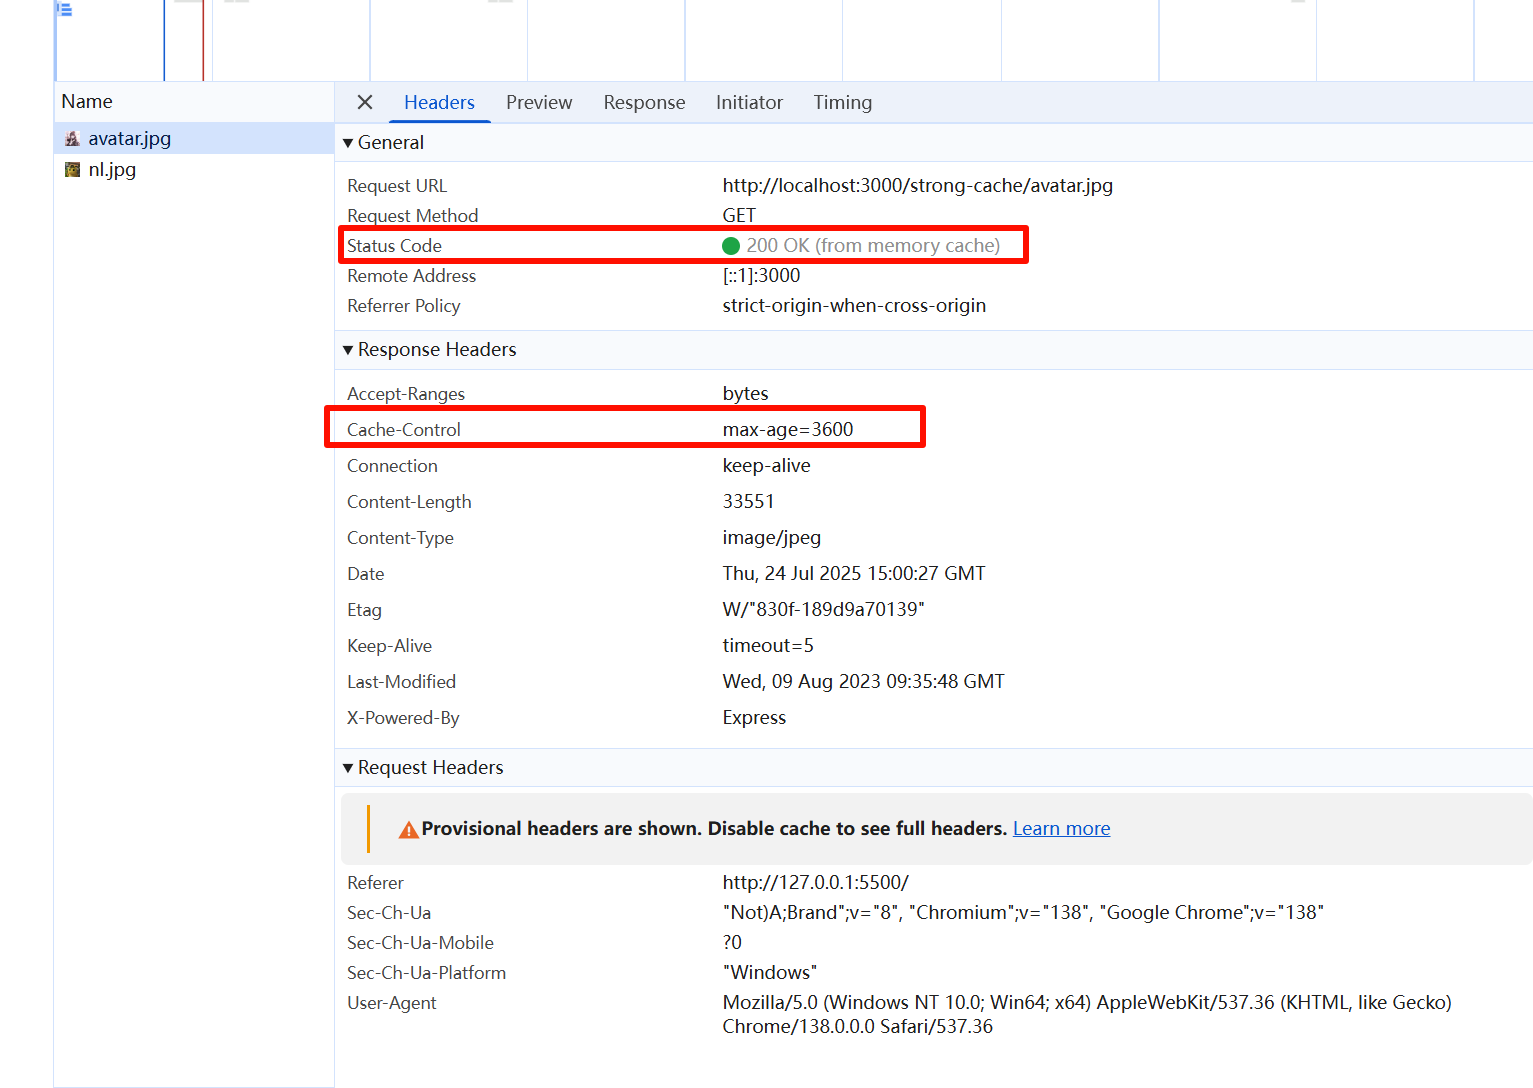 Name
Headers Preview Response Initiator Timing
avatar.jpg
nl.jpg
General
Request URL http://localhost:3000/strong-cache/avatar.jpg
Request Method GET
Status Code 200 OK (from memory cache)
Remote Address [::1]:3000
Referrer Policy strict-origin-when-cross-origin
Response Headers
Accept-Ranges bytes
Cache-Control max-age=3600
Connection keep-alive
Content-Length 33551
Content-Type image/jpeg
Date Thu, 24 Jul 2025 15:00:27 GMT
Etag W/"830f-189d9a70139"
Keep-Alive timeout=5
Last-Modified Wed, 09 Aug 2023 09:35:48 GMT
X-Powered-By Express
Request Headers
Provisional headers are shown. Disable cache to see full headers. Learn more
Referer http://127.0.0.1:5500/
Sec-Ch-Ua "Not)A;Brand";v="8", "Chromium";v="138", "Google Chrome";v="138"
Sec-Ch-Ua-Mobile ?0
Sec-Ch-Ua-Platform "Windows"
User-Agent Mozilla/5.0 (Windows NT 10.0; Win64; x64) AppleWebKit/537.36 (KHTML, like Gecko)
Chrome/138.0.0.0 Safari/537.36